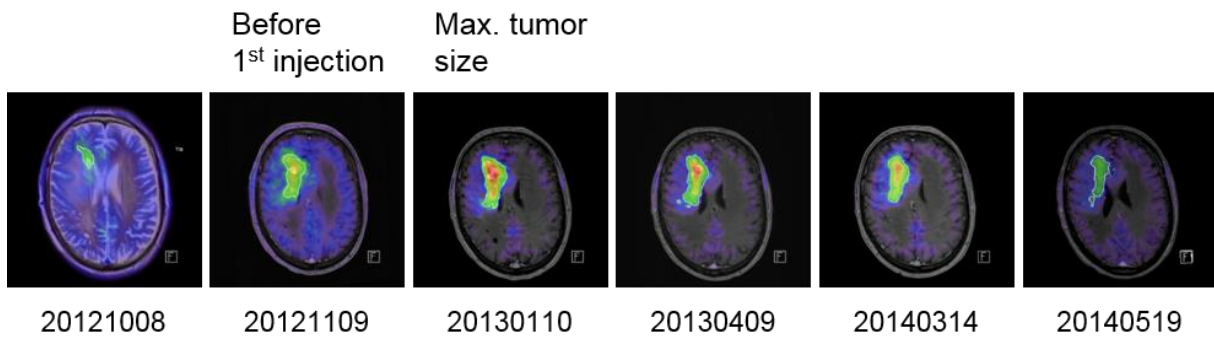 Before
1st injection
Max. tumor
size
F
F
F
F
F
20121008
20121109
20130110
20130409
20140314
20140519